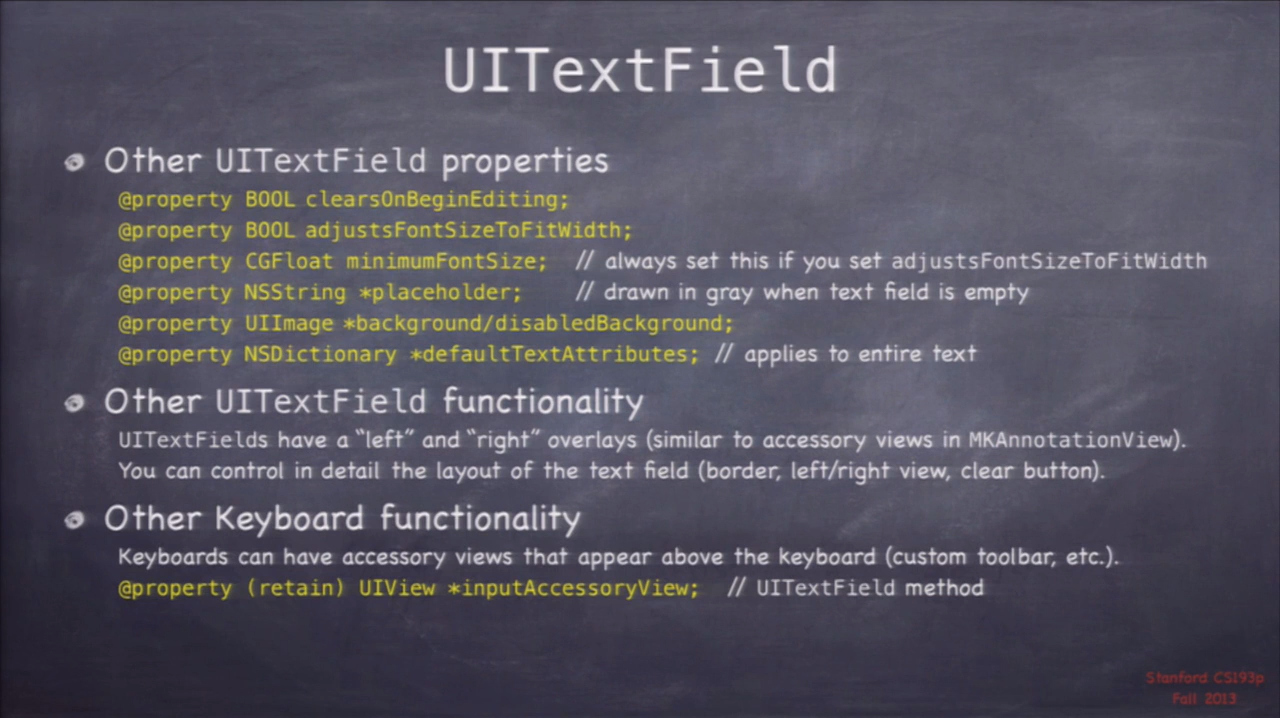 UITextField
Other UITextField properties
@property BOOL clearsOnBeginEditing;
@property BOOL adjustsFontSizeToFitWidth;
@property CGFloat minimumFontSize; // always set this if you set adjustsFontSizeToFitWidth
@property NSString *placeholder; // drawn in gray when text field is empty
@property UIImage *background/disabledBackground;
@property NSDictionary *defaultTextAttributes; // applies to entire text
Other UITextField functionality
UITextFields have a “left” and “right” overlays (similar to accessory views in MKAnnotationView).
You can control in detail the layout of the text field (border, left/right view, clear button).
Other Keyboard functionality
Keyboards can have accessory views that appear above the keyboard (custom toolbar, etc.).
@property (retain) UIView *inputAccessoryView; // UITextField method
Stanford CS193p
Fall 2013